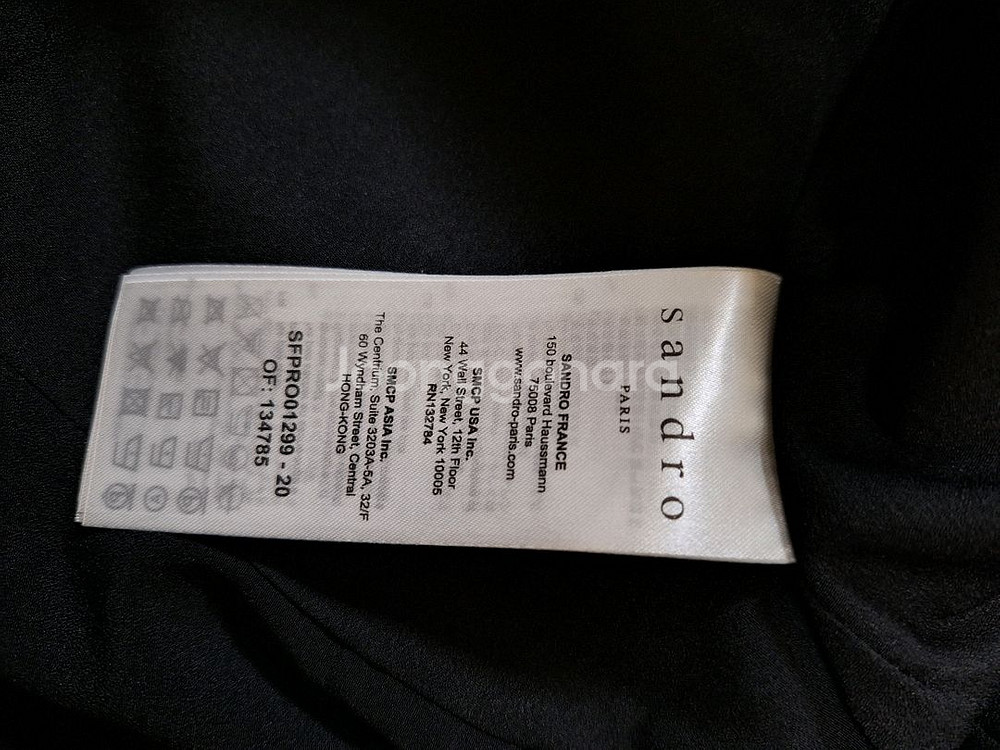 sandro
PARIS
SANDRO FRANCE
150 boulevard Haussmann
75008 Paris
www.sandro-paris.com
SMCP USA Inc.
44 Wall Street, 12th Floor
New York, New York 10005
RN132784
SMCP ASIA Inc.
The Centrium, Suite 3203A-5A, 32/F
60 Wyndham Street, Central
HONG-KONG
SFPRO01299 - 20
OF: 134785